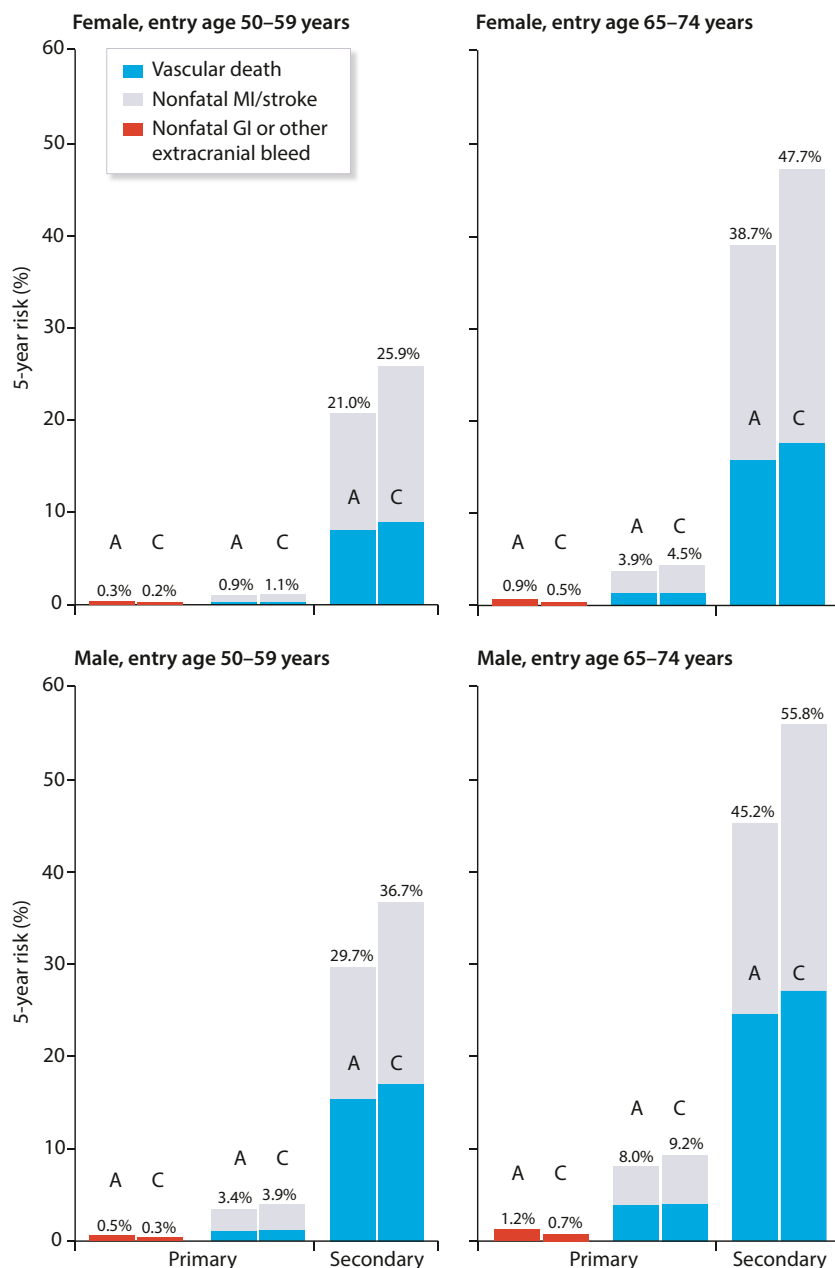 Female, entry age 50–59 years
60
Vascular death
Nonfatal MI/stroke
Nonfatal GI or other
extracranial bleed
50
40
30
20
10
0
5-year risk (%)
A C A C A C
0.3% 0.2% 0.9% 1.1% 21.0% 25.9%
Female, entry age 65–74 years
A C A C A C
0.9% 0.5% 3.9% 4.5% 38.7% 47.7%
Male, entry age 50–59 years
60
50
40
30
20
10
0
5-year risk (%)
A C A C A C
0.5% 0.3% 3.4% 3.9% 29.7% 36.7%
Primary Secondary
Male, entry age 65–74 years
A C A C A C
1.2% 0.7% 8.0% 9.2% 45.2% 55.8%
Primary Secondary